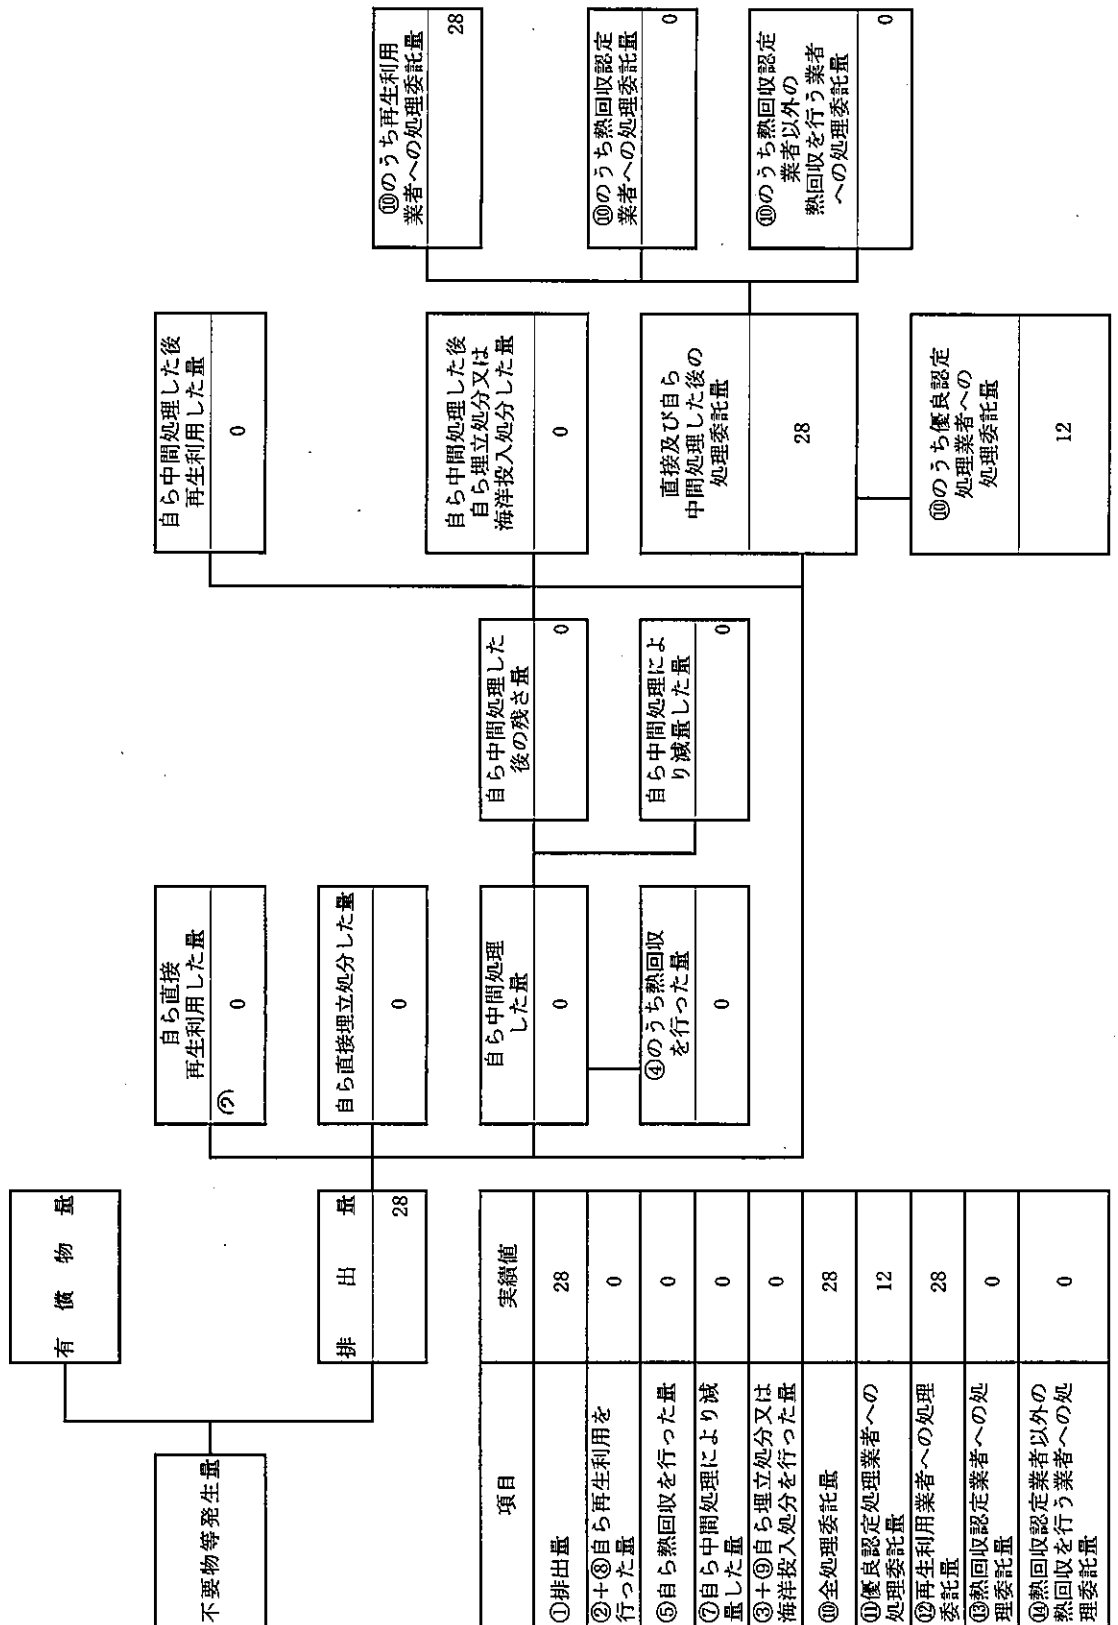 不要物等発生量
有償物量
排出量
28
自ら直接
再生利用した量
0
自ら直接埋立処分した量
0
自ら中間処理
した量
0
④のうち熱回収
を行った量
0
自ら中間処理した
後の残さ量
0
自ら中間処理によ
り減量した量
0
自ら中間処理した後
再生利用した量
0
自ら中間処理した後
自ら埋立処分又は
海洋投入処分した量
0
直接及び自ら
中間処理した後の
処理委託量
28
⑩のうち優良認定
処理業者への
処理委託量
12
⑩のうち再生利用
業者への処理委託量
28
⑩のうち熱回収認定
業者への処理委託量
0
⑩のうち熱回収認定
業者以外の
熱回収を行う業者
への処理委託量
0
項目 実績値
①排出量 28
②+⑧自ら再生利用を
行った量 0
⑤自ら熱回収を行った量 0
⑦自ら中間処理により減
量した量 0
③+⑨自ら埋立処分又は
海洋投入処分を行った量 0
⑩全処理委託量 28
⑪優良認定処理業者への
処理委託量 12
⑫再生利用業者への処理
委託量 28
⑬熱回収認定業者への処
理委託量 0
⑭熱回収認定業者以外の
熱回収を行う業者への処
理委託量 0